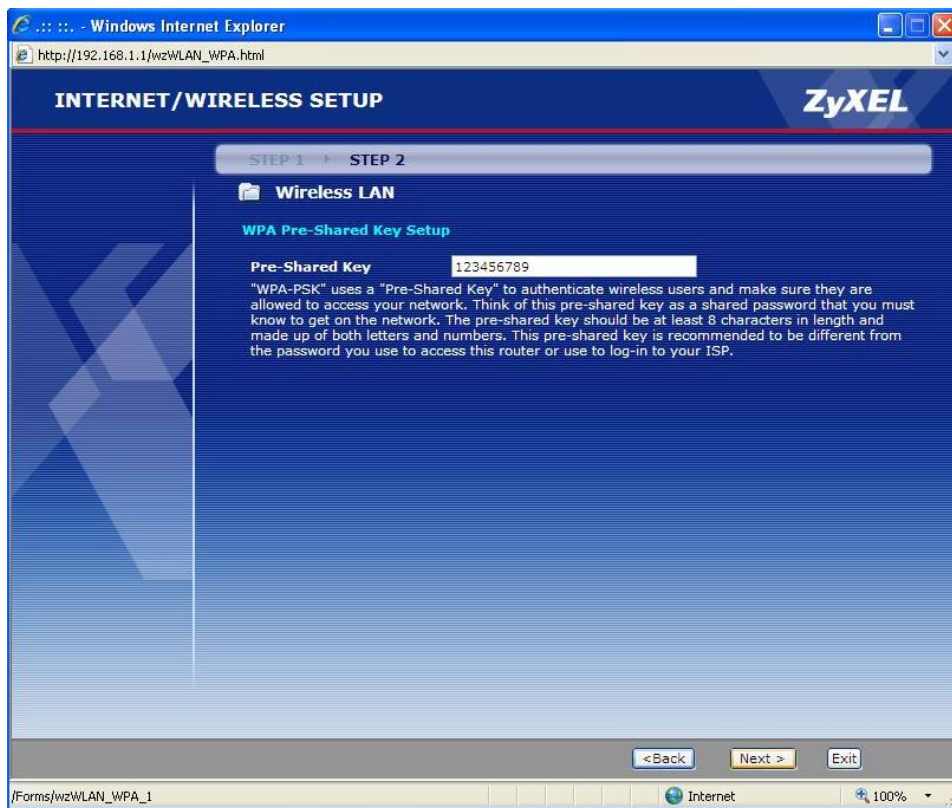 .:: ::. - Windows Internet Explorer
http://192.168.1.1/wzWLAN_WPA.html
INTERNET/WIRELESS SETUP
ZyXEL
STEP 1 STEP 2
Wireless LAN
WPA Pre-Shared Key Setup
Pre-Shared Key 123456789
"WPA-PSK" uses a "Pre-Shared Key" to authenticate wireless users and make sure they are
allowed to access your network. Think of this pre-shared key as a shared password that you must
know to get on the network. The pre-shared key should be at least 8 characters in length and
made up of both letters and numbers. This pre-shared key is recommended to be different from
the password you use to access this router or use to log-in to your ISP.
<Back Next > Exit
/Forms/wzWLAN_WPA_1 Internet 100%